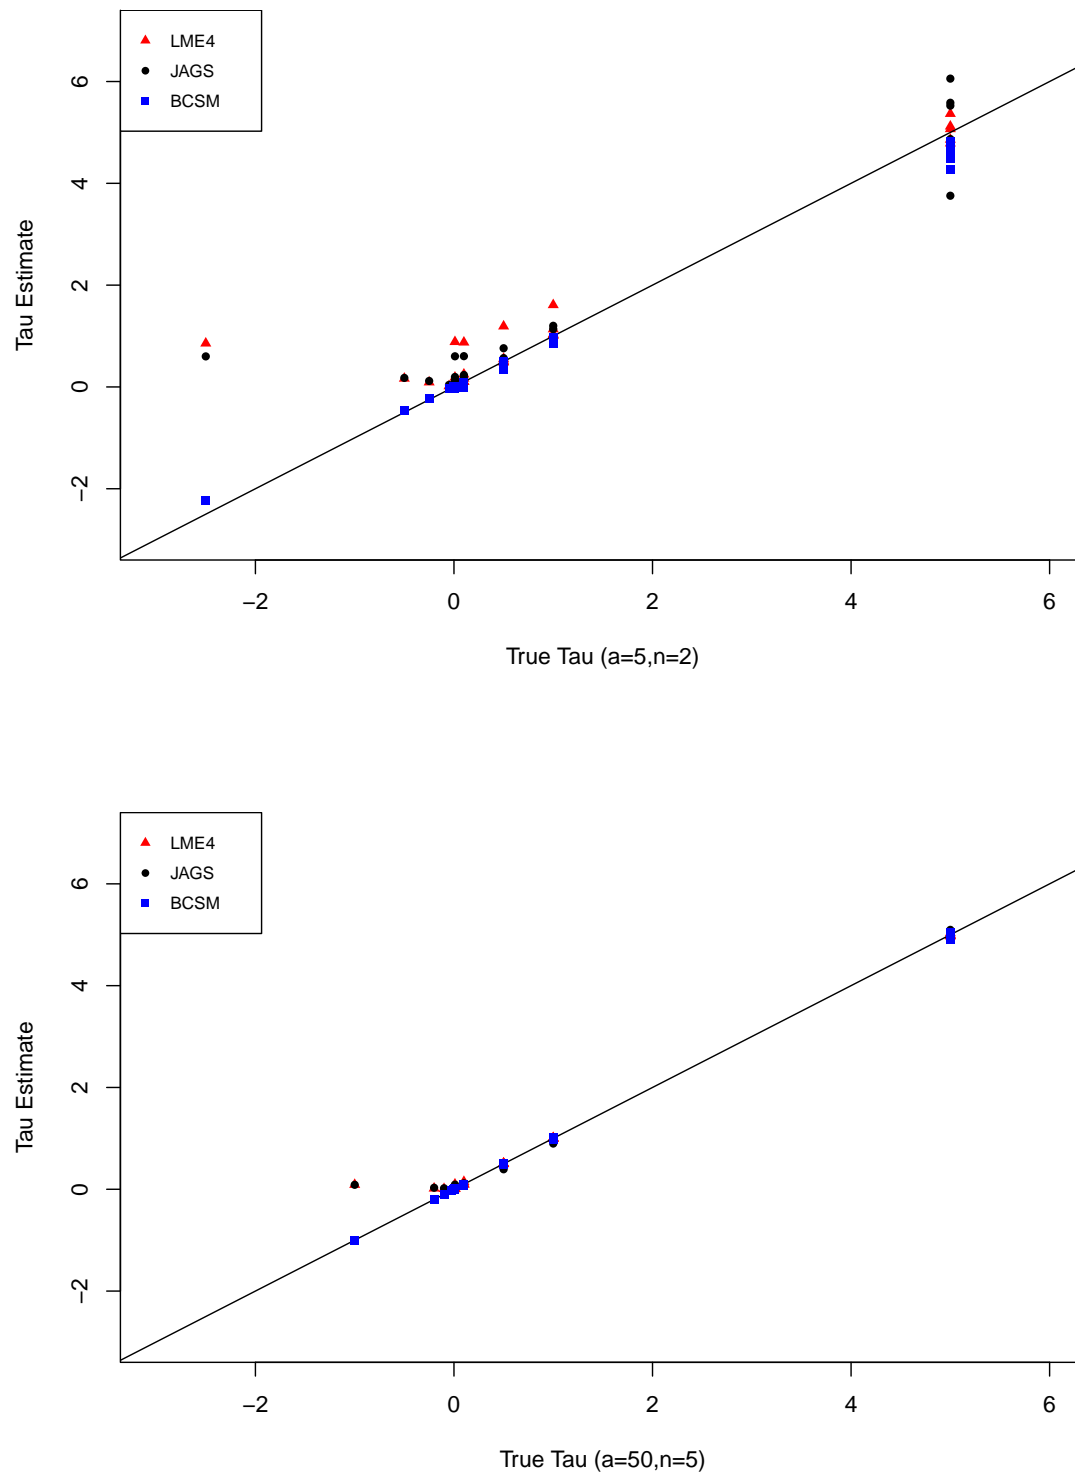 LME4
JAGS
BCSM
Tau Estimate
6
4
2
0
−2
−2 0 2 4 6
True Tau (a=5,n=2)
LME4
JAGS
BCSM
Tau Estimate
6
4
2
0
−2
−2 0 2 4 6
True Tau (a=50,n=5)